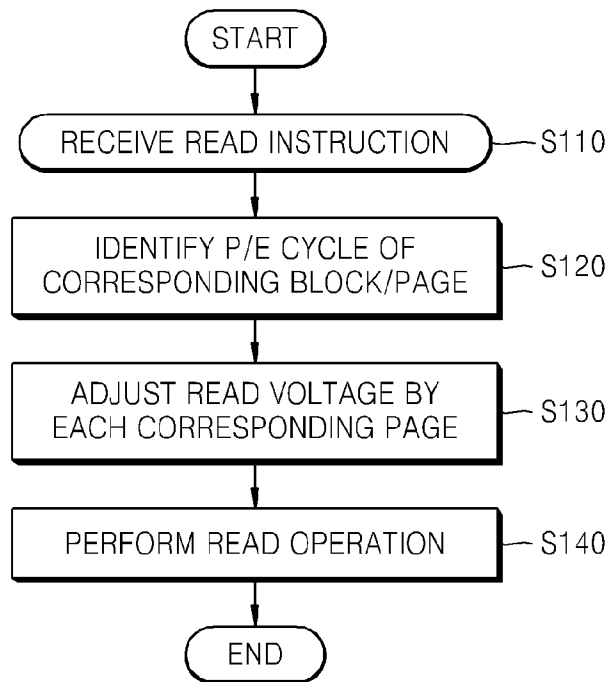 START
RECEIVE READ INSTRUCTION
S110
IDENTIFY P/E CYCLE OF
CORRESPONDING BLOCK/PAGE
S120
ADJUST READ VOLTAGE BY
EACH CORRESPONDING PAGE
S130
PERFORM READ OPERATION
S140
END